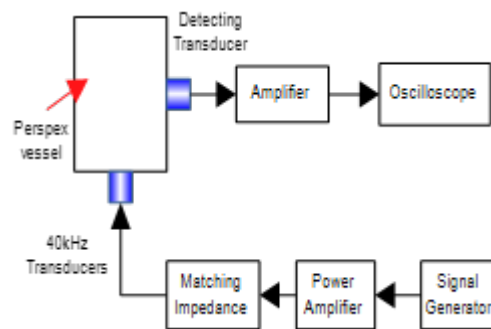 Detecting
Transducer
Amplifier
Oscilloscope
Perspex
vessel
40kHz
Transducers
Matching
Impedance
Power
Amplifier
Signal
Generator